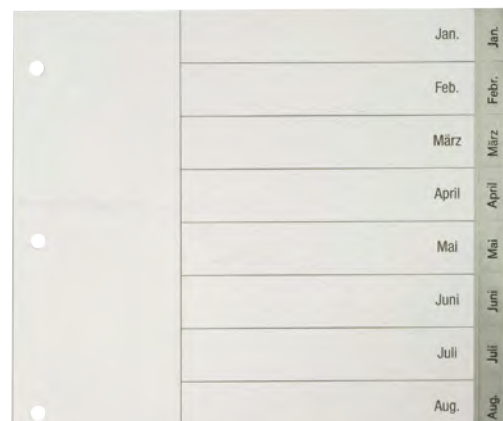 Jan.
Jan.
Feb.
Febr.
März
März
April
April
Mai
Mai
Juni
Juni
Juli
Juli
Aug.
Aug.